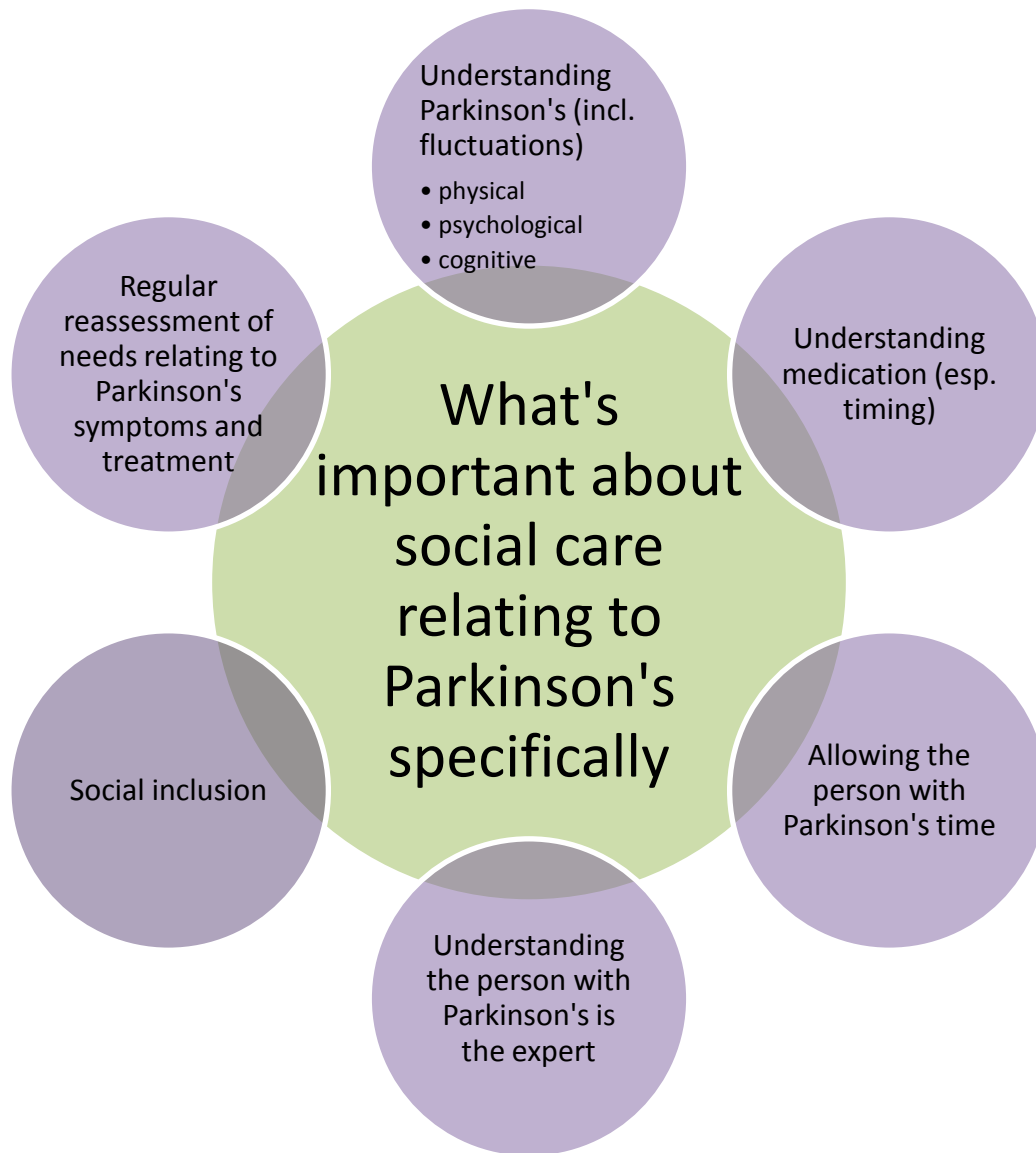 Understanding
Parkinson's (incl.
fluctuations)
• physical
• psychological
• cognitive
Understanding
medication (esp.
timing)
Allowing the
person with
Parkinson's time
Understanding
the person with
Parkinson's is
the expert
Social inclusion
Regular
reassessment of
needs relating to
Parkinson's
symptoms and
treatment
What's
important about
social care
relating to
Parkinson's
specifically